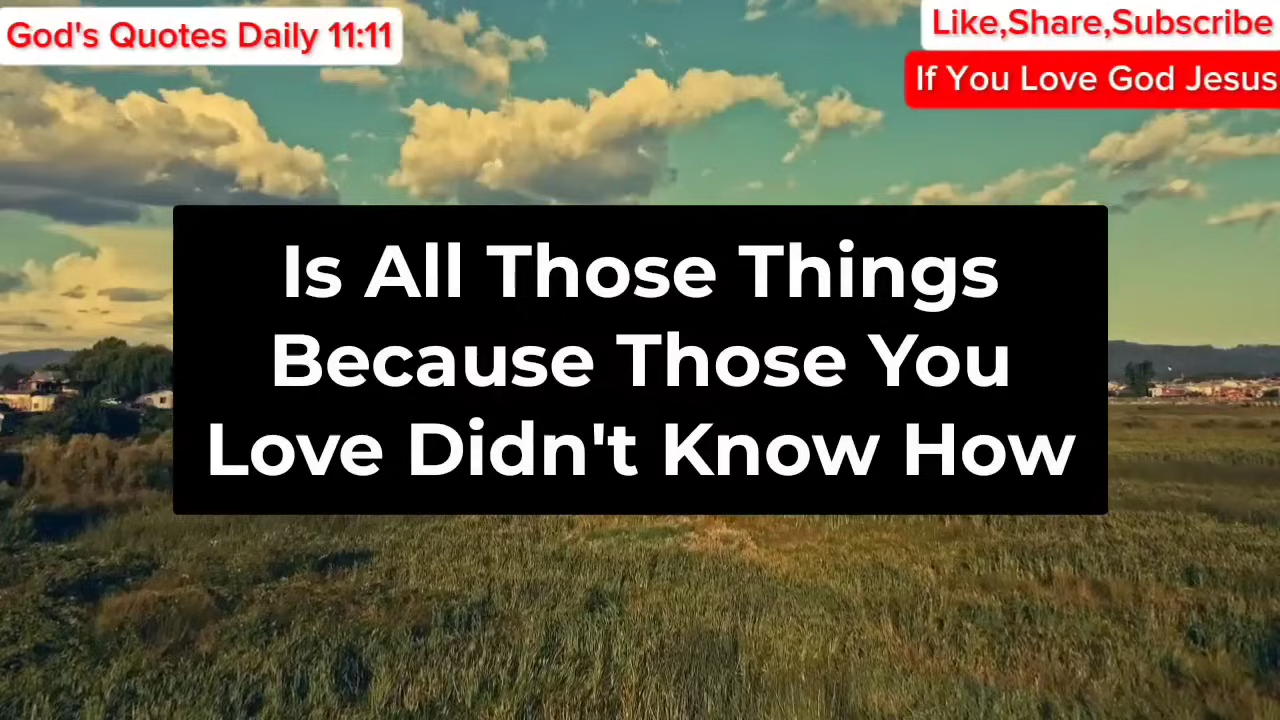 God's Quotes Daily 11:11
Like,Share,Subscribe
If You Love God Jesus
Is All Those Things
Because Those You
Love Didn't Know How